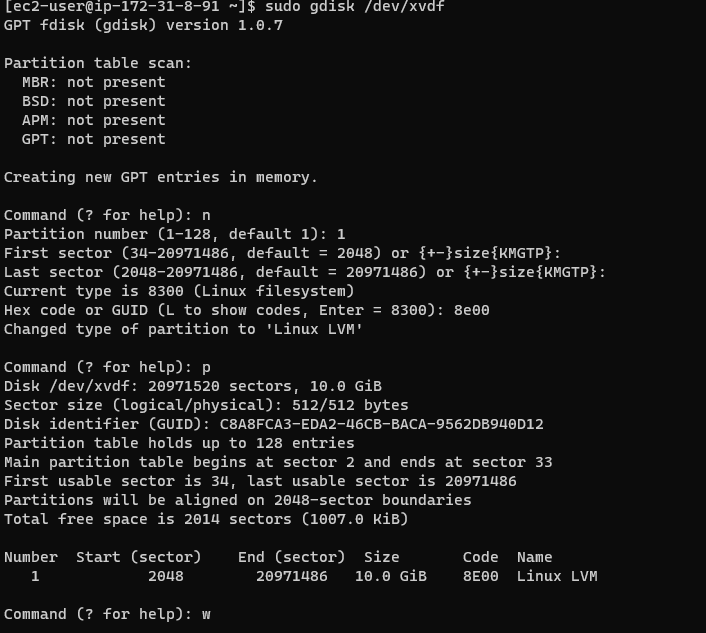 [ec2-user@ip-172-31-8-91 ~]$ sudo gdisk /dev/xvdf
GPT fdisk (gdisk) version 1.0.7
Partition table scan:
  MBR: not present
  BSD: not present
  APM: not present
  GPT: not present
Creating new GPT entries in memory.
Command (? for help): n
Partition number (1-128, default 1): 1
First sector (34-20971486, default = 2048) or {+-}size{KMGTP}:
Last sector (2048-20971486, default = 20971486) or {+-}size{KMGTP}:
Current type is 8300 (Linux filesystem)
Hex code or GUID (L to show codes, Enter = 8300): 8e00
Changed type of partition to 'Linux LVM'
Command (? for help): p
Disk /dev/xvdf: 20971520 sectors, 10.0 GiB
Sector size (logical/physical): 512/512 bytes
Disk identifier (GUID): C8A8FCA3-EDA2-46CB-BACA-9562DB940D12
Partition table holds up to 128 entries
Main partition table begins at sector 2 and ends at sector 33
First usable sector is 34, last usable sector is 20971486
Partitions will be aligned on 2048-sector boundaries
Total free space is 2014 sectors (1007.0 KiB)
Number  Start (sector)    End (sector)  Size       Code  Name
   1            2048        20971486   10.0 GiB    8E00  Linux LVM
Command (? for help): w